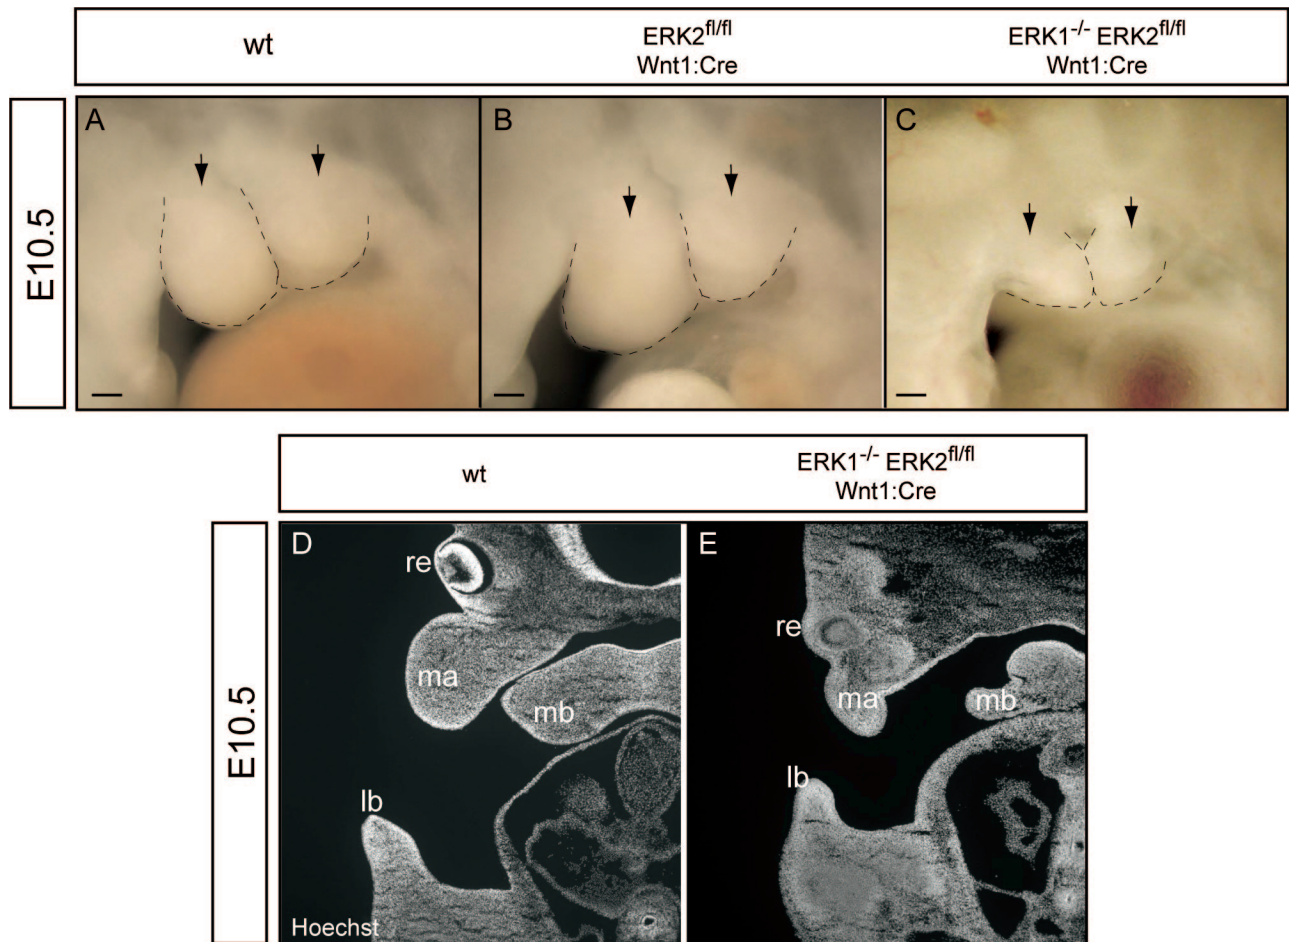 wt
ERK2fl/fl
Wnt1:Cre
ERK1-/- ERK2fl/fl
Wnt1:Cre
E10.5
A
B
C
wt
ERK1-/- ERK2fl/fl
Wnt1:Cre
E10.5
D
re
ma
mb
lb
Hoechst
E
re
ma
mb
lb